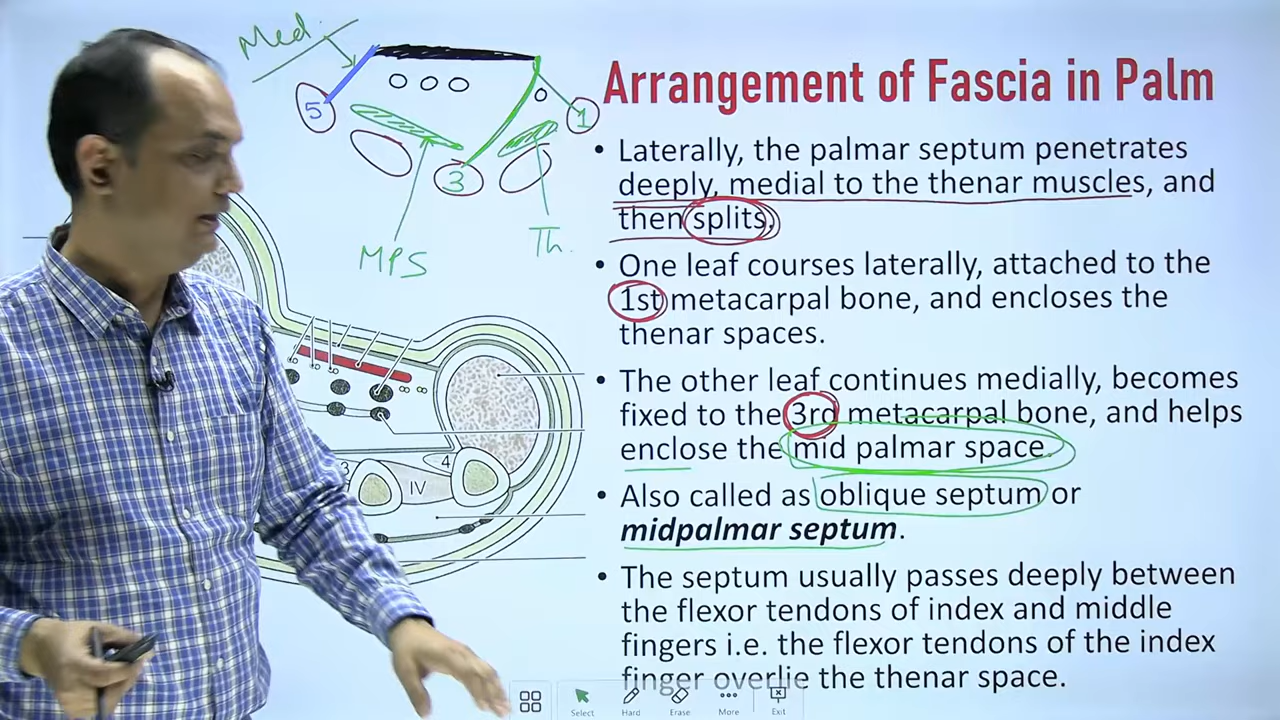 Med.
5
1
3
MPS
Th.
Arrangement of Fascia in Palm
• Laterally, the palmar septum penetrates
deeply, medial to the thenar muscles, and
then splits.
• One leaf courses laterally, attached to the
1st metacarpal bone, and encloses the
thenar spaces.
• The other leaf continues medially, becomes
fixed to the 3rd metacarpal bone, and helps
enclose the mid palmar space.
• Also called as oblique septum or
midpalmar septum.
• The septum usually passes deeply between
the flexor tendons of index and middle
fingers i.e. the flexor tendons of the index
finger overlie the thenar space.
3
4
IV
Select
Hard
Erase
More
Exit